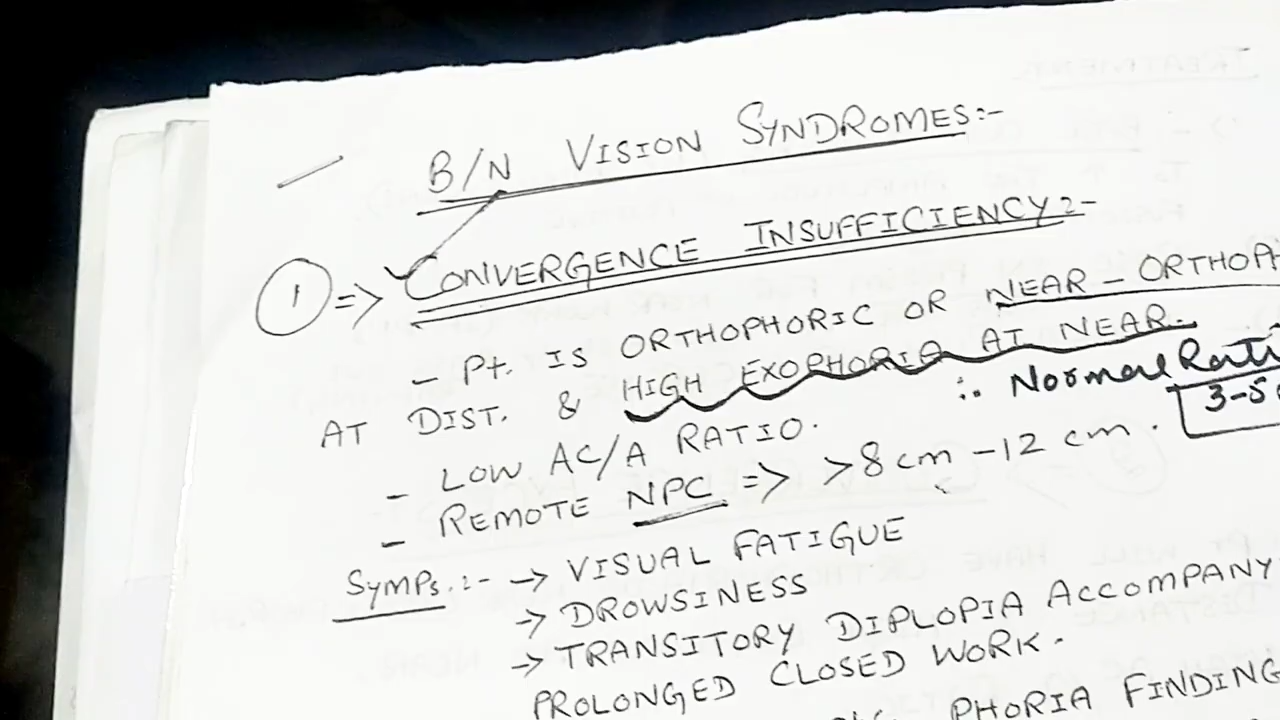 B/N VISION SYNDROMES:-
1 => CONVERGENCE INSUFFICIENCY:-
- Pt. IS ORTHOPHORIC OR NEAR - ORTHOPH
AT DIST. & HIGH EXOPHORIA AT NEAR.
- LOW AC/A RATIO. ∴ Normal Rati
3-5
- REMOTE NPC => >8 cm - 12 cm.
SYMPs.:- → VISUAL FATIGUE
→ DROWSINESS
→ TRANSITORY DIPLOPIA ACCOMPANY
PROLONGED CLOSED WORK.
PHORIA FINDING